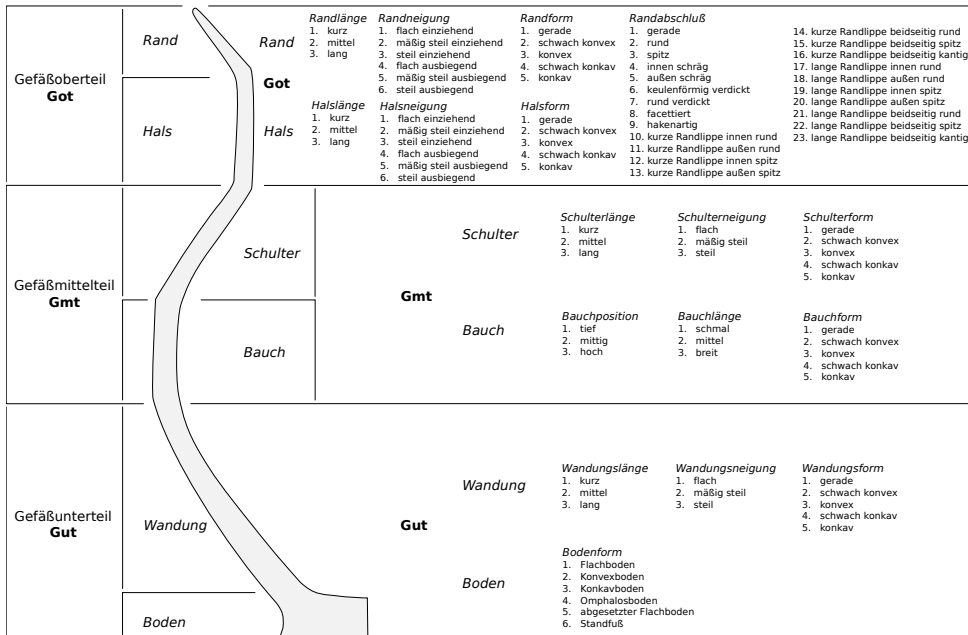 Gefäßoberteil
Got
Rand
Hals
Rand
Got
Hals
Randlänge
1. kurz
2. mittel
3. lang
Randneigung
1. flach einziehend
2. mäßig steil einziehend
3. steil einziehend
4. flach ausbiegend
5. mäßig steil ausbiegend
6. steil ausbiegend
Randform
1. gerade
2. schwach konvex
3. konvex
4. schwach konkav
5. konkav
Randabschluß
1. gerade
2. rund
3. spitz
4. innen schräg
5. außen schräg
6. keulenförmig verdickt
7. rund verdickt
8. facettiert
9. hakenartig
10. kurze Randlippe innen rund
11. kurze Randlippe außen rund
12. kurze Randlippe innen spitz
13. kurze Randlippe außen spitz
14. kurze Randlippe beidseitig rund
15. kurze Randlippe beidseitig spitz
16. kurze Randlippe beidseitig kantig
17. lange Randlippe innen rund
18. lange Randlippe außen rund
19. lange Randlippe innen spitz
20. lange Randlippe außen spitz
21. lange Randlippe beidseitig rund
22. lange Randlippe beidseitig spitz
23. lange Randlippe beidseitig kantig
Halslänge
1. kurz
2. mittel
3. lang
Halsneigung
1. flach einziehend
2. mäßig steil einziehend
3. steil einziehend
4. flach ausbiegend
5. mäßig steil ausbiegend
6. steil ausbiegend
Halsform
1. gerade
2. schwach konvex
3. konvex
4. schwach konkav
5. konkav
Gefäßmittelteil
Gmt
Schulter
Bauch
Gmt
Schulter
Schulterlänge
1. kurz
2. mittel
3. lang
Schulterneigung
1. flach
2. mäßig steil
3. steil
Schulterform
1. gerade
2. schwach konvex
3. konvex
4. schwach konkav
5. konkav
Bauch
Bauchposition
1. tief
2. mittig
3. hoch
Bauchlänge
1. schmal
2. mittel
3. breit
Bauchform
1. gerade
2. schwach konvex
3. konvex
4. schwach konkav
5. konkav
Gefäßunterteil
Gut
Wandung
Boden
Gut
Wandung
Wandungslänge
1. kurz
2. mittel
3. lang
Wandungsneigung
1. flach
2. mäßig steil
3. steil
Wandungsform
1. gerade
2. schwach konvex
3. konvex
4. schwach konkav
5. konkav
Boden
Bodenform
1. Flachboden
2. Konvexboden
3. Konkavboden
4. Omphalosboden
5. abgesetzter Flachboden
6. Standfuß